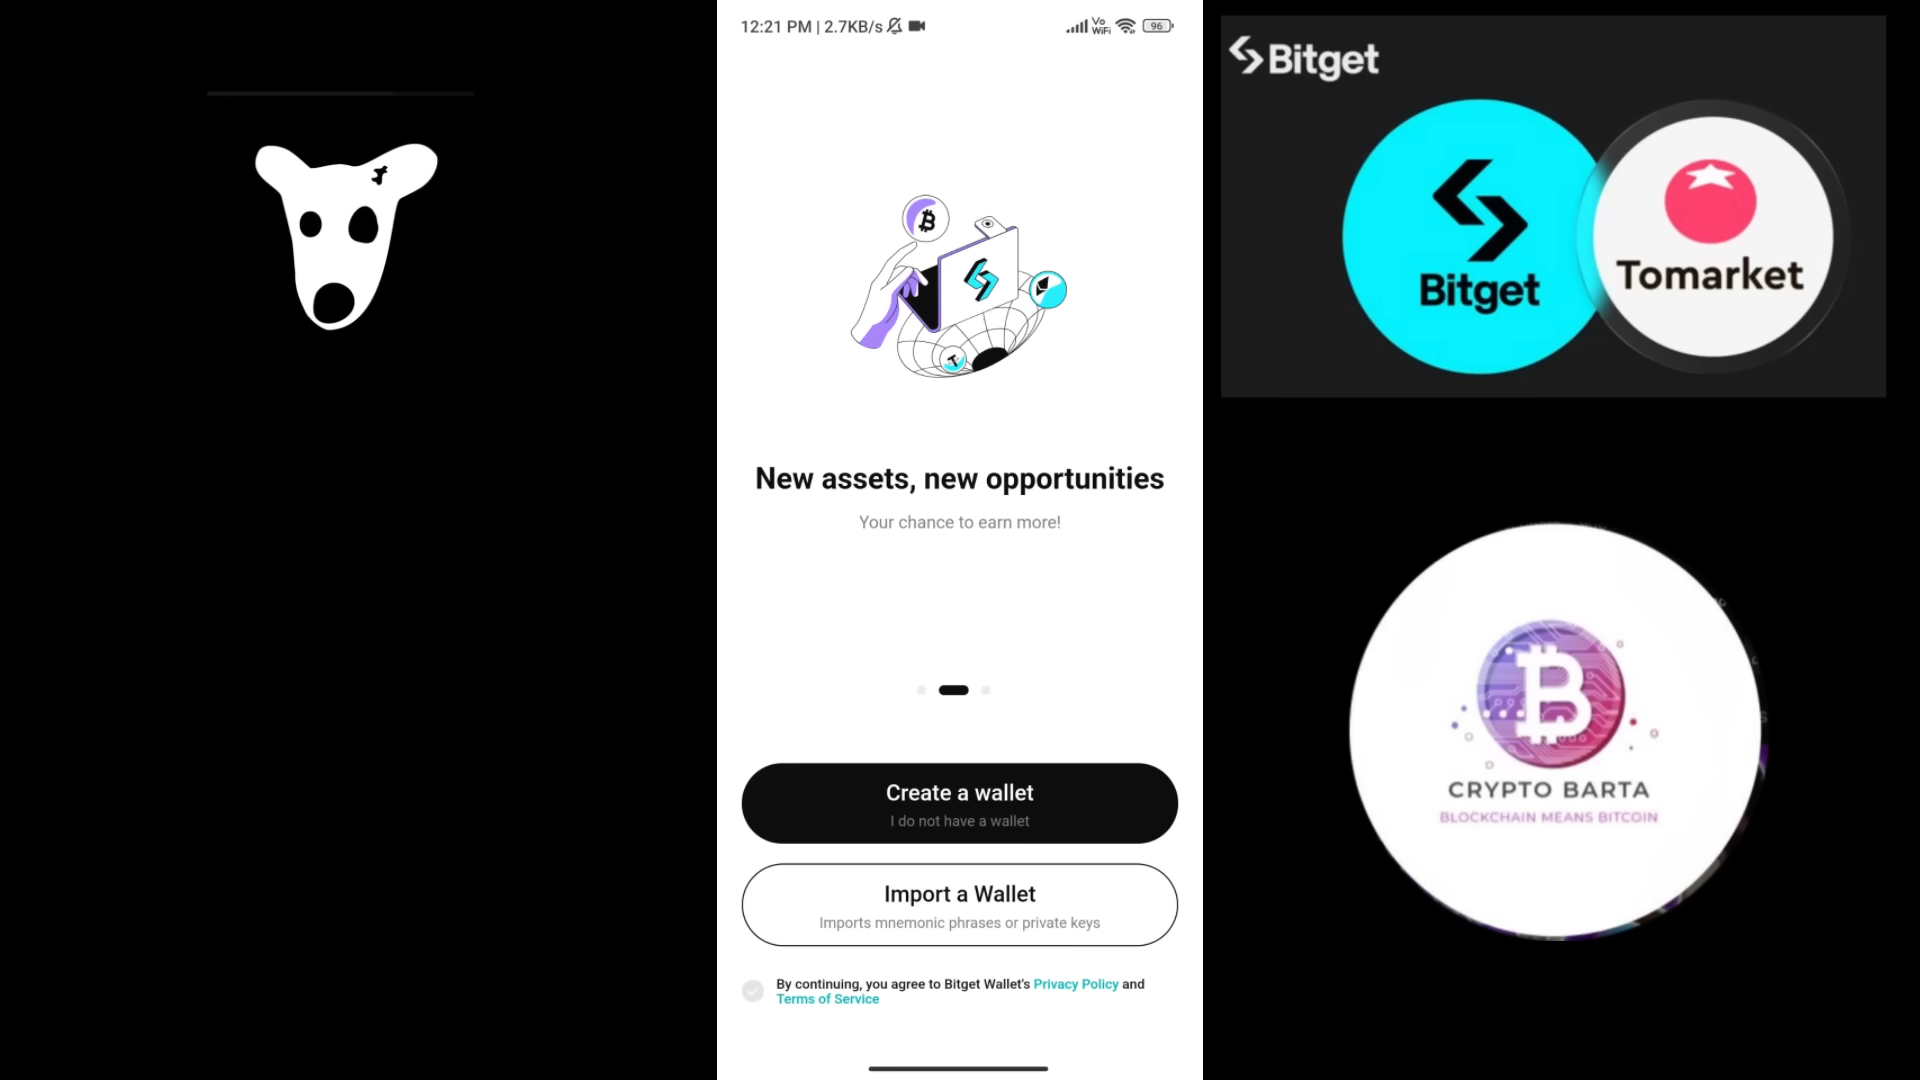 12:21 PM | 2.7KB/s
Vo
WiFi
96
New assets, new opportunities
Your chance to earn more!
Create a wallet
I do not have a wallet
Import a Wallet
Imports mnemonic phrases or private keys
By continuing, you agree to Bitget Wallet's Privacy Policy and
Terms of Service
Bitget
Bitget
Tomarket
CRYPTO BARTA
BLOCKCHAIN MEANS BITCOIN